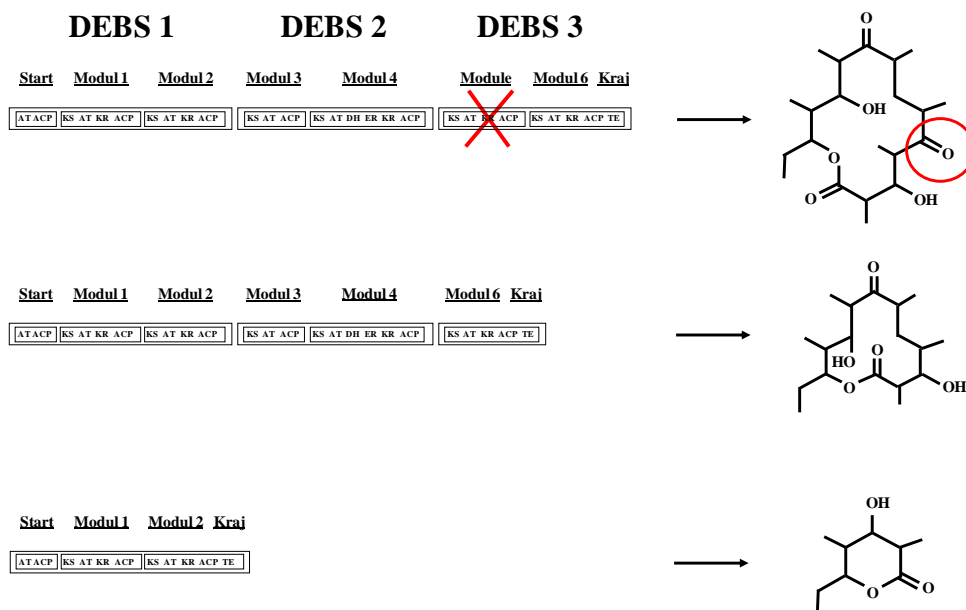 DEBS 1 DEBS 2 DEBS 3
Start Modul 1 Modul 2 Modul 3 Modul 4 Module Modul 6 Kraj
AT ACP KS AT KR ACP KS AT KR ACP KS AT ACP KS AT DH ER KR ACP KS AT KR ACP KS AT KR ACP TE
O
OH
O
O
O
OH
Start Modul 1 Modul 2 Modul 3 Modul 4 Modul 6 Kraj
AT ACP KS AT KR ACP KS AT KR ACP KS AT ACP KS AT DH ER KR ACP KS AT KR ACP TE
O
O
HO
O
OH
Start Modul 1 Modul 2 Kraj
AT ACP KS AT KR ACP KS AT KR ACP TE
OH
O
O